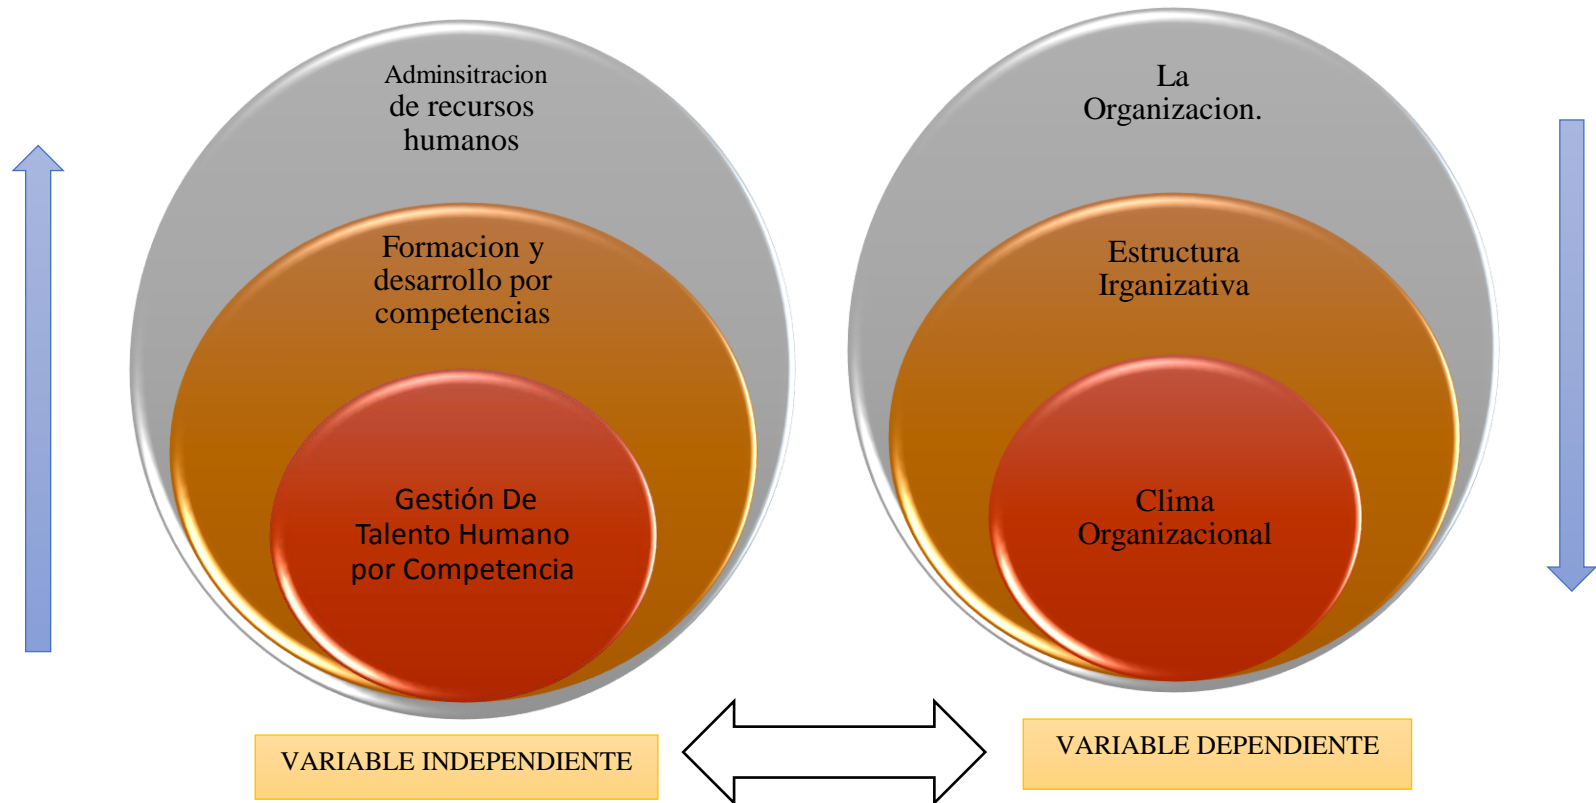 Adminsitracion
de recursos
humanos
Formacion y
desarrollo por
competencias
Gestión De
Talento Humano
por Competencia
VARIABLE INDEPENDIENTE
La
Organizacion.
Estructura
Irganizativa
Clima
Organizacional
VARIABLE DEPENDIENTE